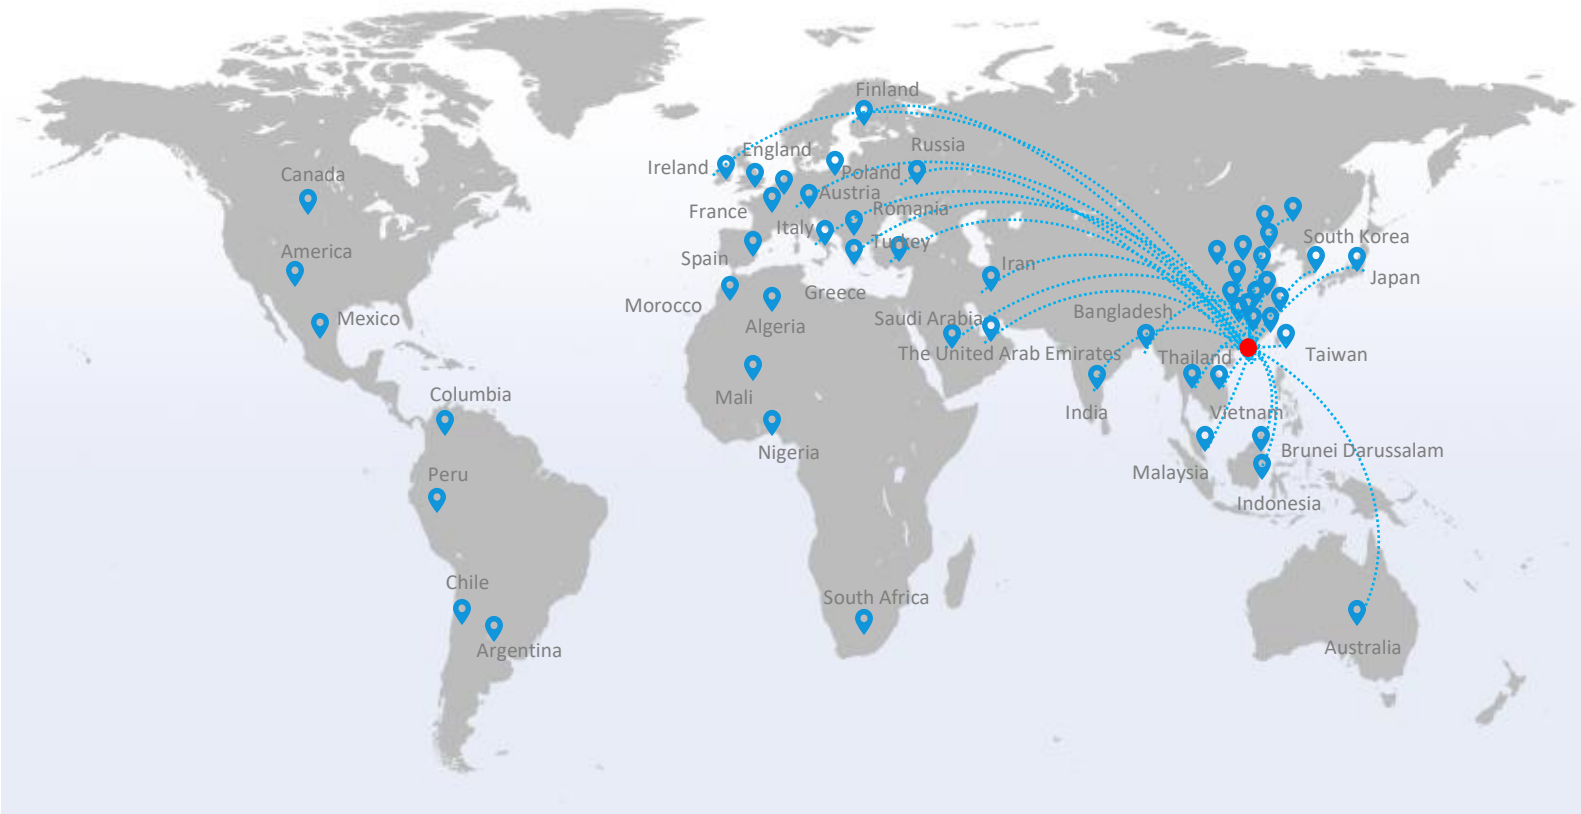 Finland
England
Russia
Ireland
Poland
Canada
Austria
France
Romania
Italy
Turkey
South Korea
America
Spain
Iran
Japan
Greece
Morocco
Mexico
Algeria
Saudi Arabia
Bangladesh
The United Arab Emirates
Thailand
Taiwan
Columbia
Mali
India
Vietnam
Nigeria
Brunei Darussalam
Peru
Malaysia
Indonesia
Chile
South Africa
Argentina
Australia